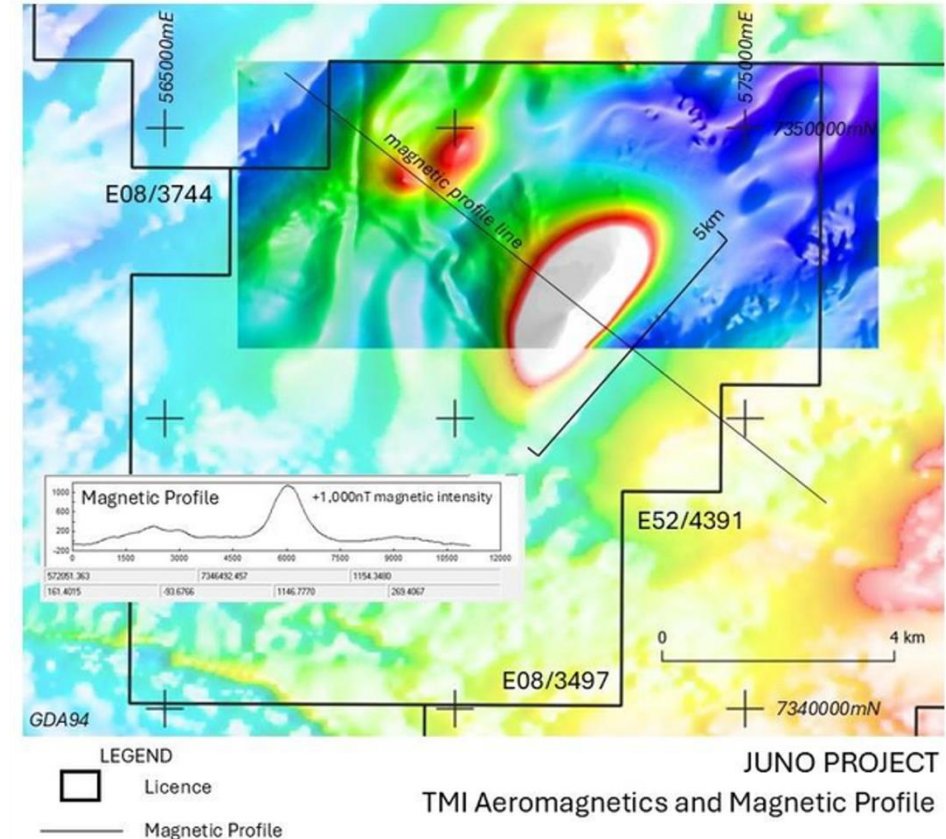 565000mE
575000mE
7350000mN
E08/3744
magnetic profile line
5km
Magnetic Profile
+1,000nT magnetic intensity
1000
600
200
-200
0 1500 3000 4500 6000 7500 9000 10500 12000
572051.363 7346492.457 1154.3480
161.4015 -93.6766 1146.7770 269.4067
E52/4391
0 4 km
E08/3497
GDA94
7340000mN
LEGEND
Licence
Magnetic Profile
JUNO PROJECT
TMI Aeromagnetics and Magnetic Profile